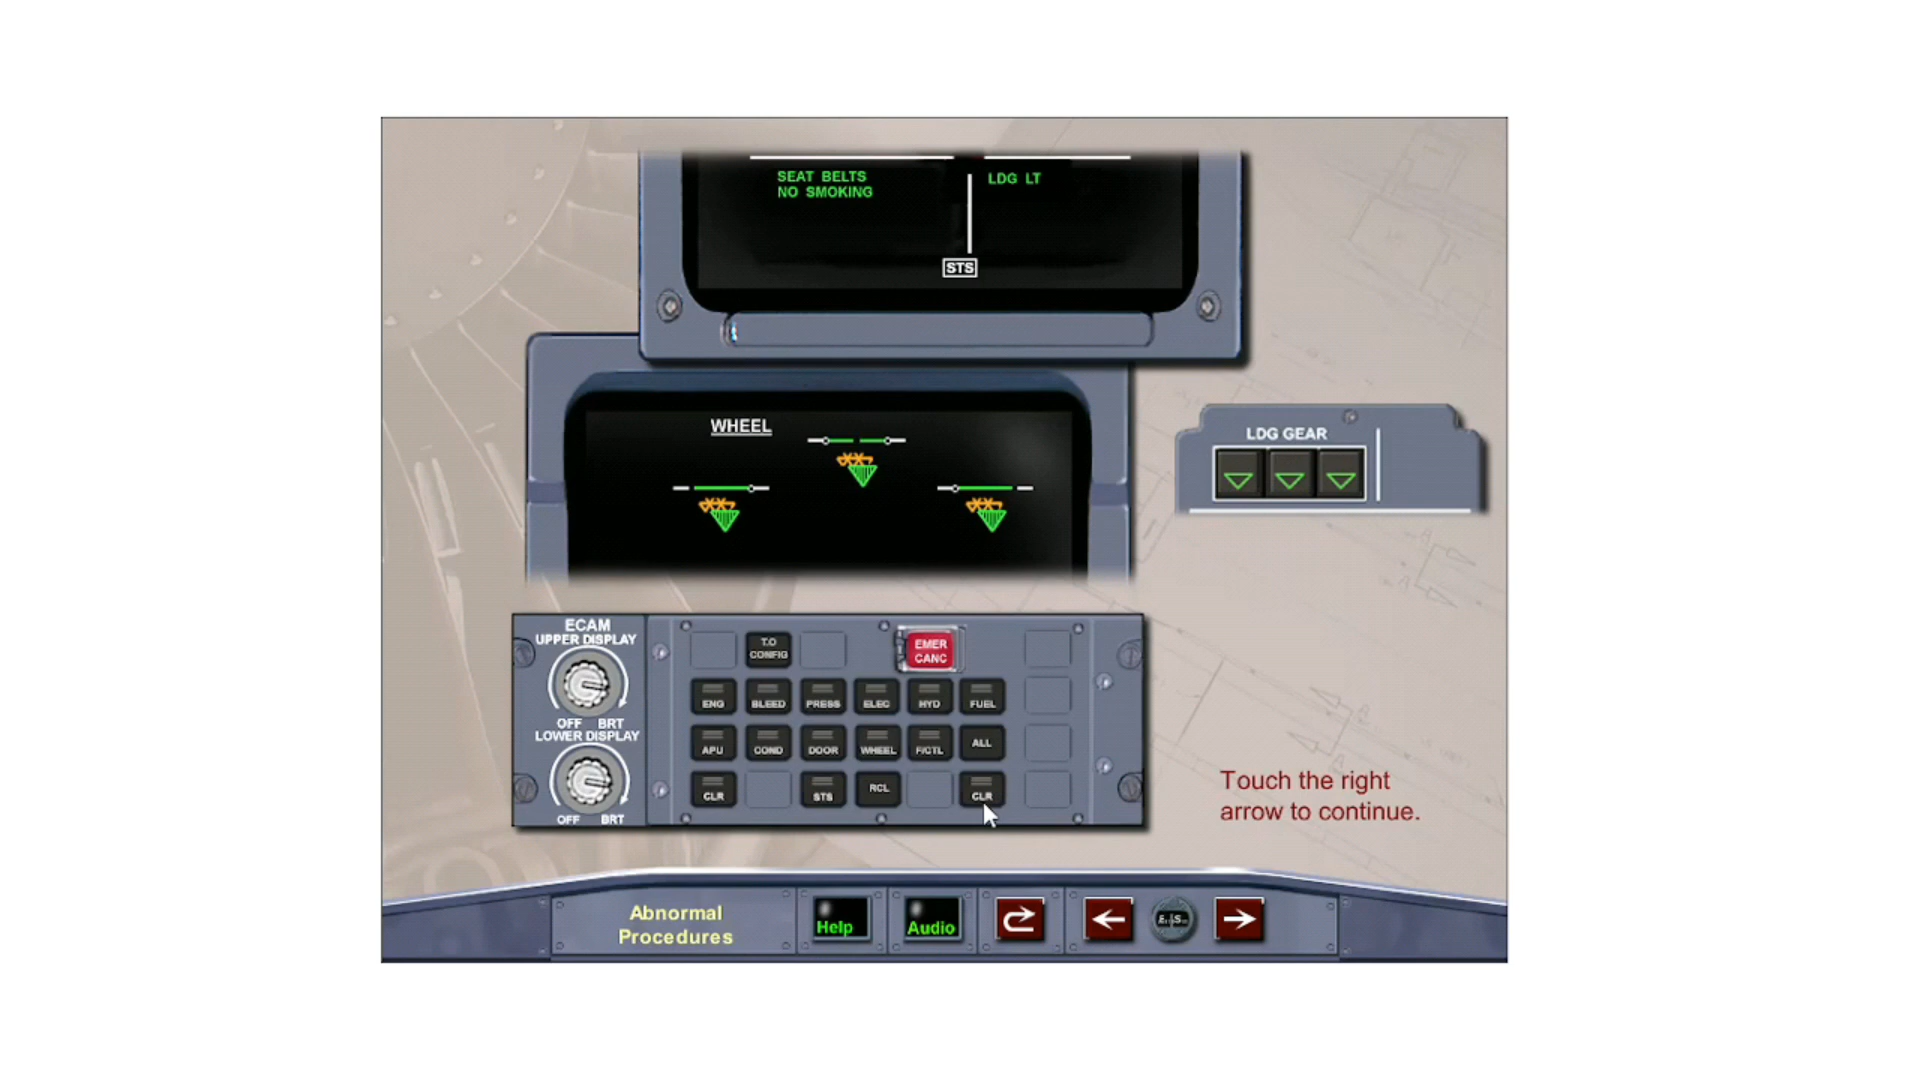 SEAT BELTS
NO SMOKING
LDG LT
STS
WHEEL
LDG GEAR
ECAM
UPPER DISPLAY
OFF BRT
LOWER DISPLAY
OFF BRT
T.O
CONFIG
EMER
CANC
ENG BLEED PRESS ELEC HYD FUEL
APU COND DOOR WHEEL F/CTL ALL
CLR STS RCL CLR
Touch the right
arrow to continue.
Abnormal
Procedures
Help
Audio